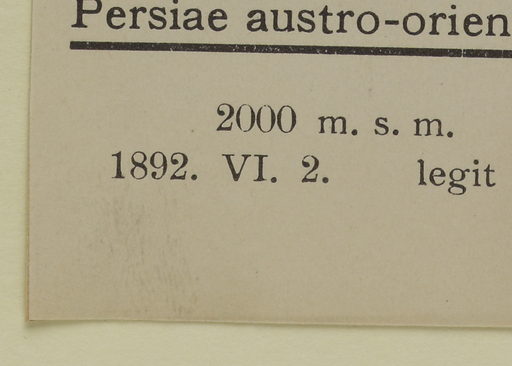 Persiae austro-orien
2000 m. s. m.
1892. VI. 2. legit